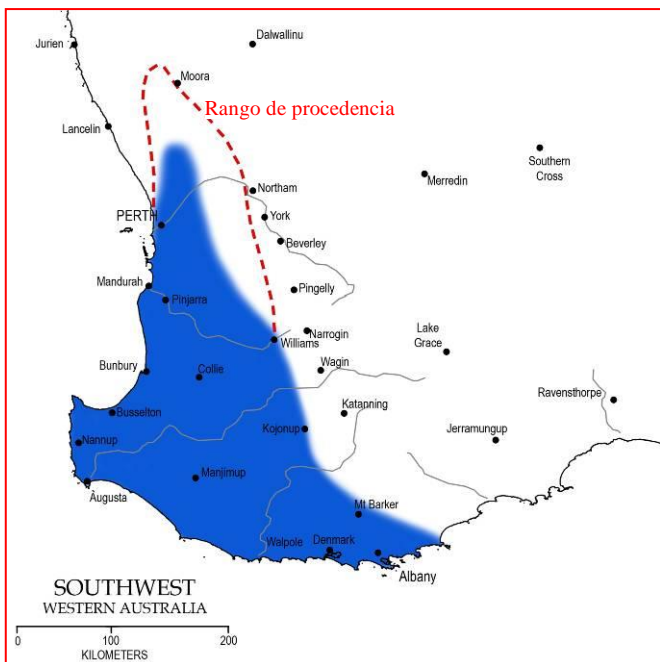 Jurien
Dalwallinu
Moora
Rango de procedencia
Lancelin
Southern
Cross
Merredin
Northam
PERTH
York
Beverley
Mandurah
Pinjarra
Pingelly
Williams
Narrogin
Lake
Grace
Bunbury
Collie
Wagin
Ravensthorpe
Busselton
Katapning
Kojonup
Jerramungup
Nannup
Manjimup
Augusta
Mt Barker
Walpole
Denmark
Albany
SOUTHWEST
WESTERN AUSTRALIA
0 100 200
KILOMETERS